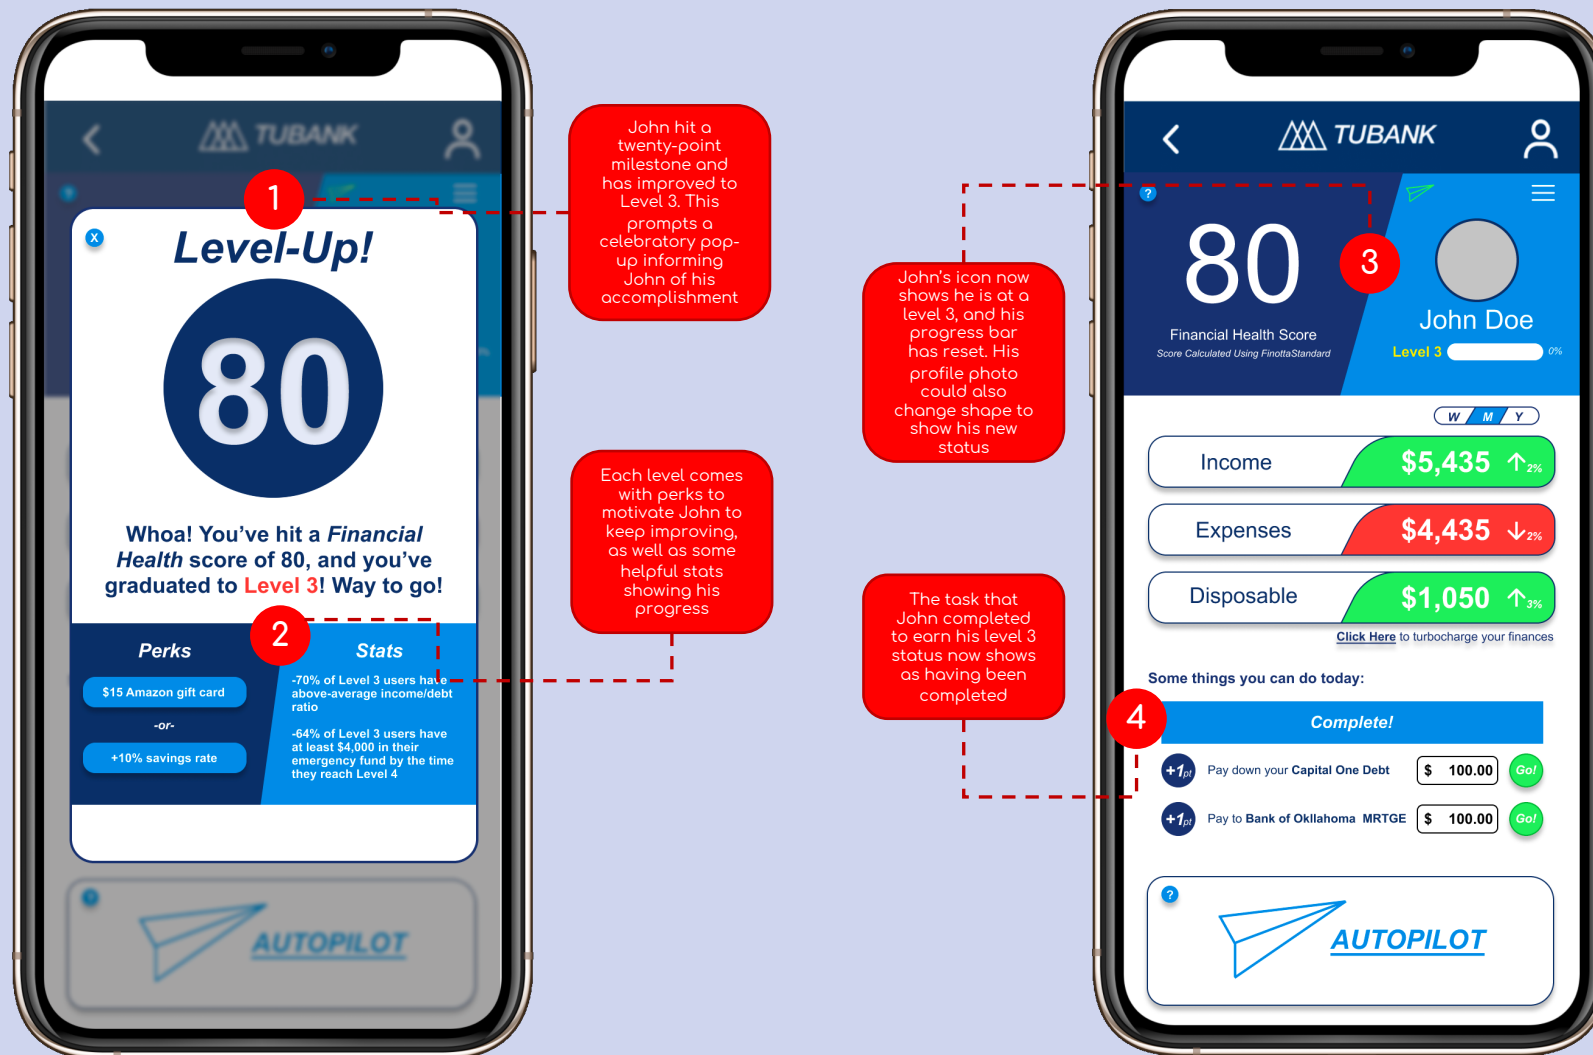 TUBANK
?
1
X
Level-Up!
80
Whoa! You've hit a Financial
Health score of 80, and you've
graduated to Level 3! Way to go!
2
Perks
$15 Amazon gift card
-or-
+10% savings rate
Stats
-70% of Level 3 users have
above-average income/debt
ratio
-64% of Level 3 users have
at least $4,000 in their
emergency fund by the time
they reach Level 4
?
AUTOPILOT
John hit a
twenty-point
milestone and
has improved to
Level 3. This
prompts a
celebratory pop-
up informing
John of his
accomplishment
Each level comes
with perks to
motivate John to
keep improving,
as well as some
helpful stats
showing his
progress
John's icon now
shows he is at a
level 3, and his
progress bar
has reset. His
profile photo
could also
change shape to
show his new
status
The task that
John completed
to earn his level 3
status now shows
as having been
completed
TUBANK
?
80
Financial Health Score
Score Calculated Using FinottaStandard
3
John Doe
Level 3 0%
W M Y
Income $5,435 2%
Expenses $4,435 2%
Disposable $1,050 3%
Click Here to turbocharge your finances
Some things you can do today:
4
Complete!
+1pt Pay down your Capital One Debt $ 100.00 Go!
+1pt Pay to Bank of Okllahoma MRTGE $ 100.00 Go!
?
AUTOPILOT